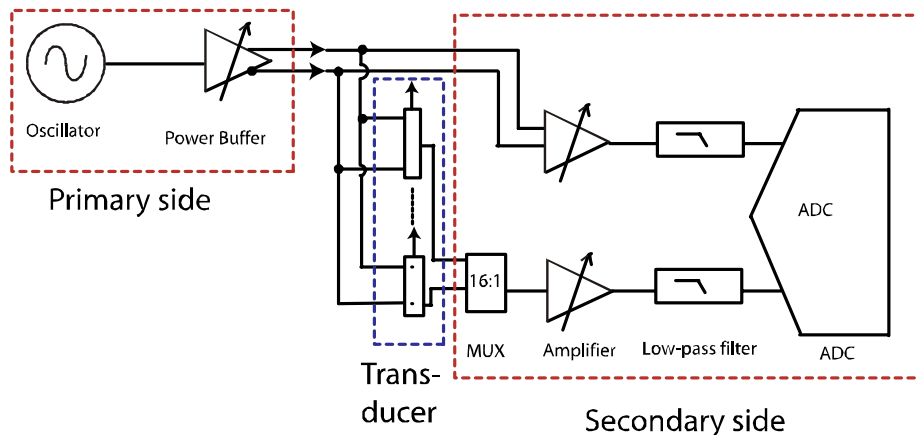 Oscillator
Power Buffer
Primary side
ADC
16:1
MUX
Amplifier
Low-pass filter
ADC
Trans-
ducer
Secondary side